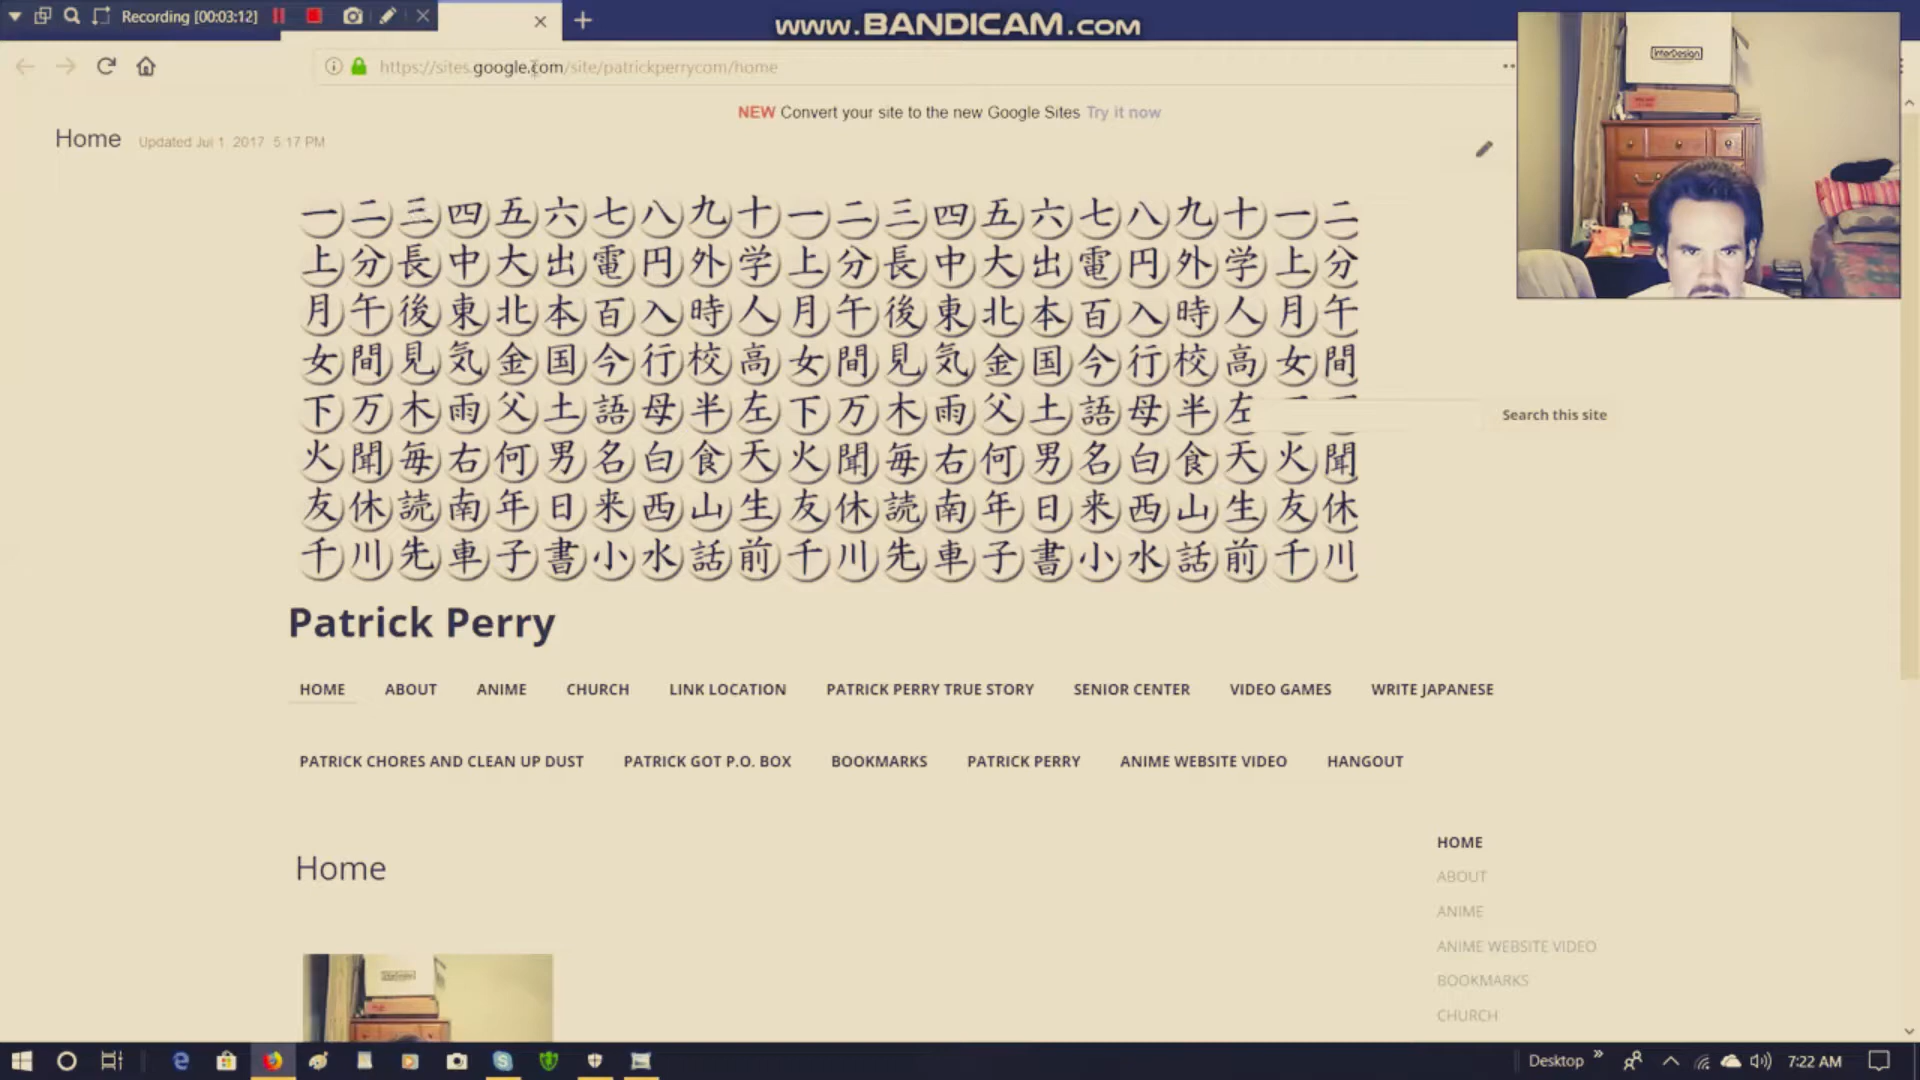 Recording [00:03:12]
www.BANDICAM.com
https://sites.google.com/site/patrickperrycom/home
InterDesign
NEW Convert your site to the new Google Sites Try it now
Home Updated Jul 1, 2017, 5:17 PM
一二三四五六七八九十一二三四五六七八九十一二
上分長中大出電円外学上分長中大出電円外学上分
月午後東北本百入時人月午後東北本百入時人月午
女間見気金国今行校高女間見気金国今行校高女間
下万木雨父土語母半左下万木雨父土語母半左
Search this site
火聞毎右何男名白食天火聞毎右何男名白食天火聞
友休読南年日来西山生友休読南年日来西山生友休
千川先車子書小水話前千川先車子書小水話前千川
Patrick Perry
HOME ABOUT ANIME CHURCH LINK LOCATION PATRICK PERRY TRUE STORY SENIOR CENTER VIDEO GAMES WRITE JAPANESE
PATRICK CHORES AND CLEAN UP DUST PATRICK GOT P.O. BOX BOOKMARKS PATRICK PERRY ANIME WEBSITE VIDEO HANGOUT
Home
HOME
ABOUT
ANIME
ANIME WEBSITE VIDEO
BOOKMARKS
CHURCH
InterDesign
Desktop
7:22 AM